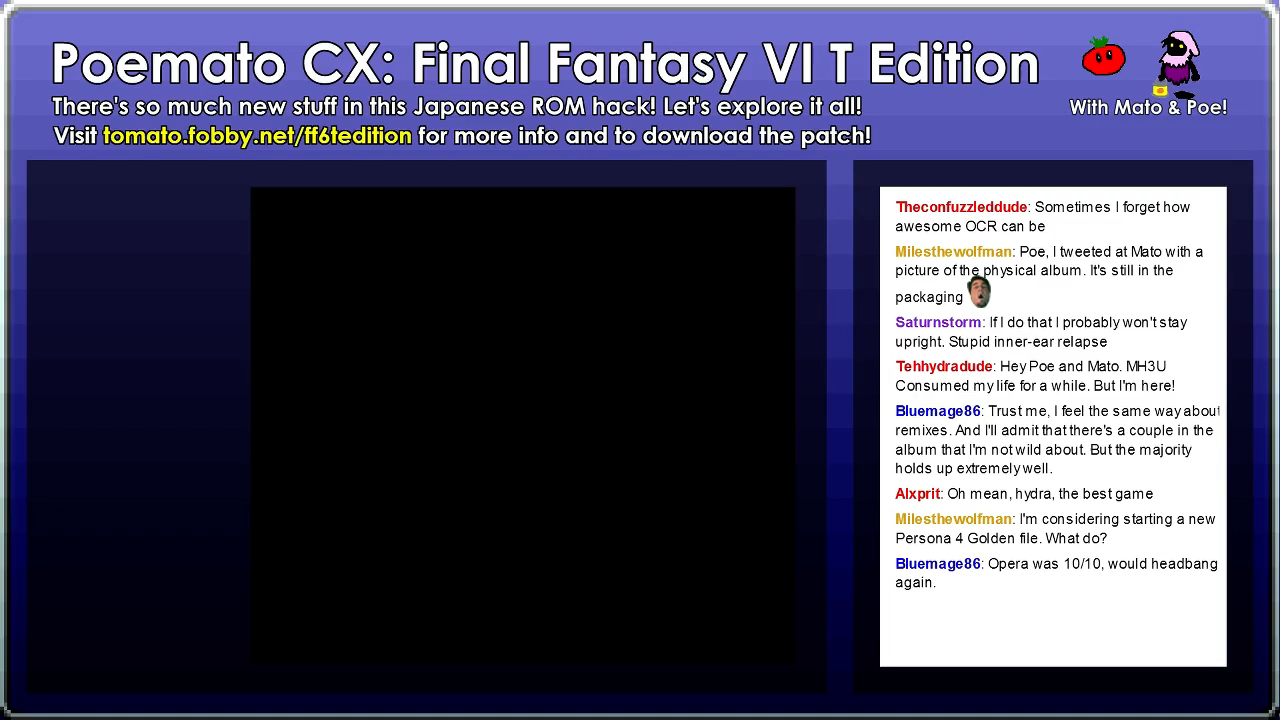 Poemato CX: Final Fantasy VI T Edition
There's so much new stuff in this Japanese ROM hack! Let's explore it all!
Visit tomato.fobby.net/ff6tedition for more info and to download the patch!
With Mato & Poe!
Theconfuzzleddude: Sometimes I forget how
awesome OCR can be
Milesthewolfman: Poe, I tweeted at Mato with a
picture of the physical album. It's still in the
packaging
Saturnstorm: If I do that I probably won't stay
upright. Stupid inner-ear relapse
Tehhydradude: Hey Poe and Mato. MH3U
Consumed my life for a while. But I'm here!
Bluemage86: Trust me, I feel the same way about
remixes. And I'll admit that there's a couple in the
album that I'm not wild about. But the majority
holds up extremely well.
Alxprit: Oh mean, hydra, the best game
Milesthewolfman: I'm considering starting a new
Persona 4 Golden file. What do?
Bluemage86: Opera was 10/10, would headbang
again.